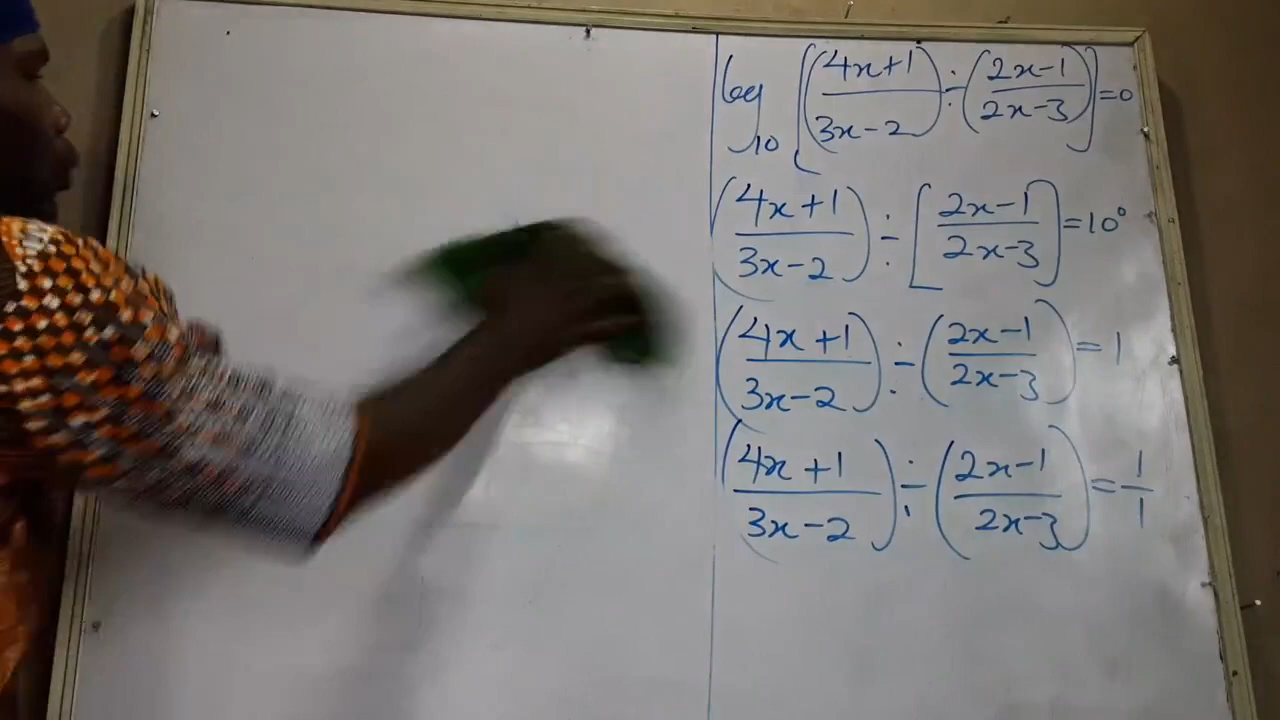 log₁₀ [(4x+1/3x-2) ÷ (2x-1/2x-3)] = 0
(4x+1/3x-2) ÷ [2x-1/2x-3] = 10⁰
(4x+1/3x-2) ÷ (2x-1/2x-3) = 1
(4x+1/3x-2) ÷ (2x-1/2x-3) = 1/1